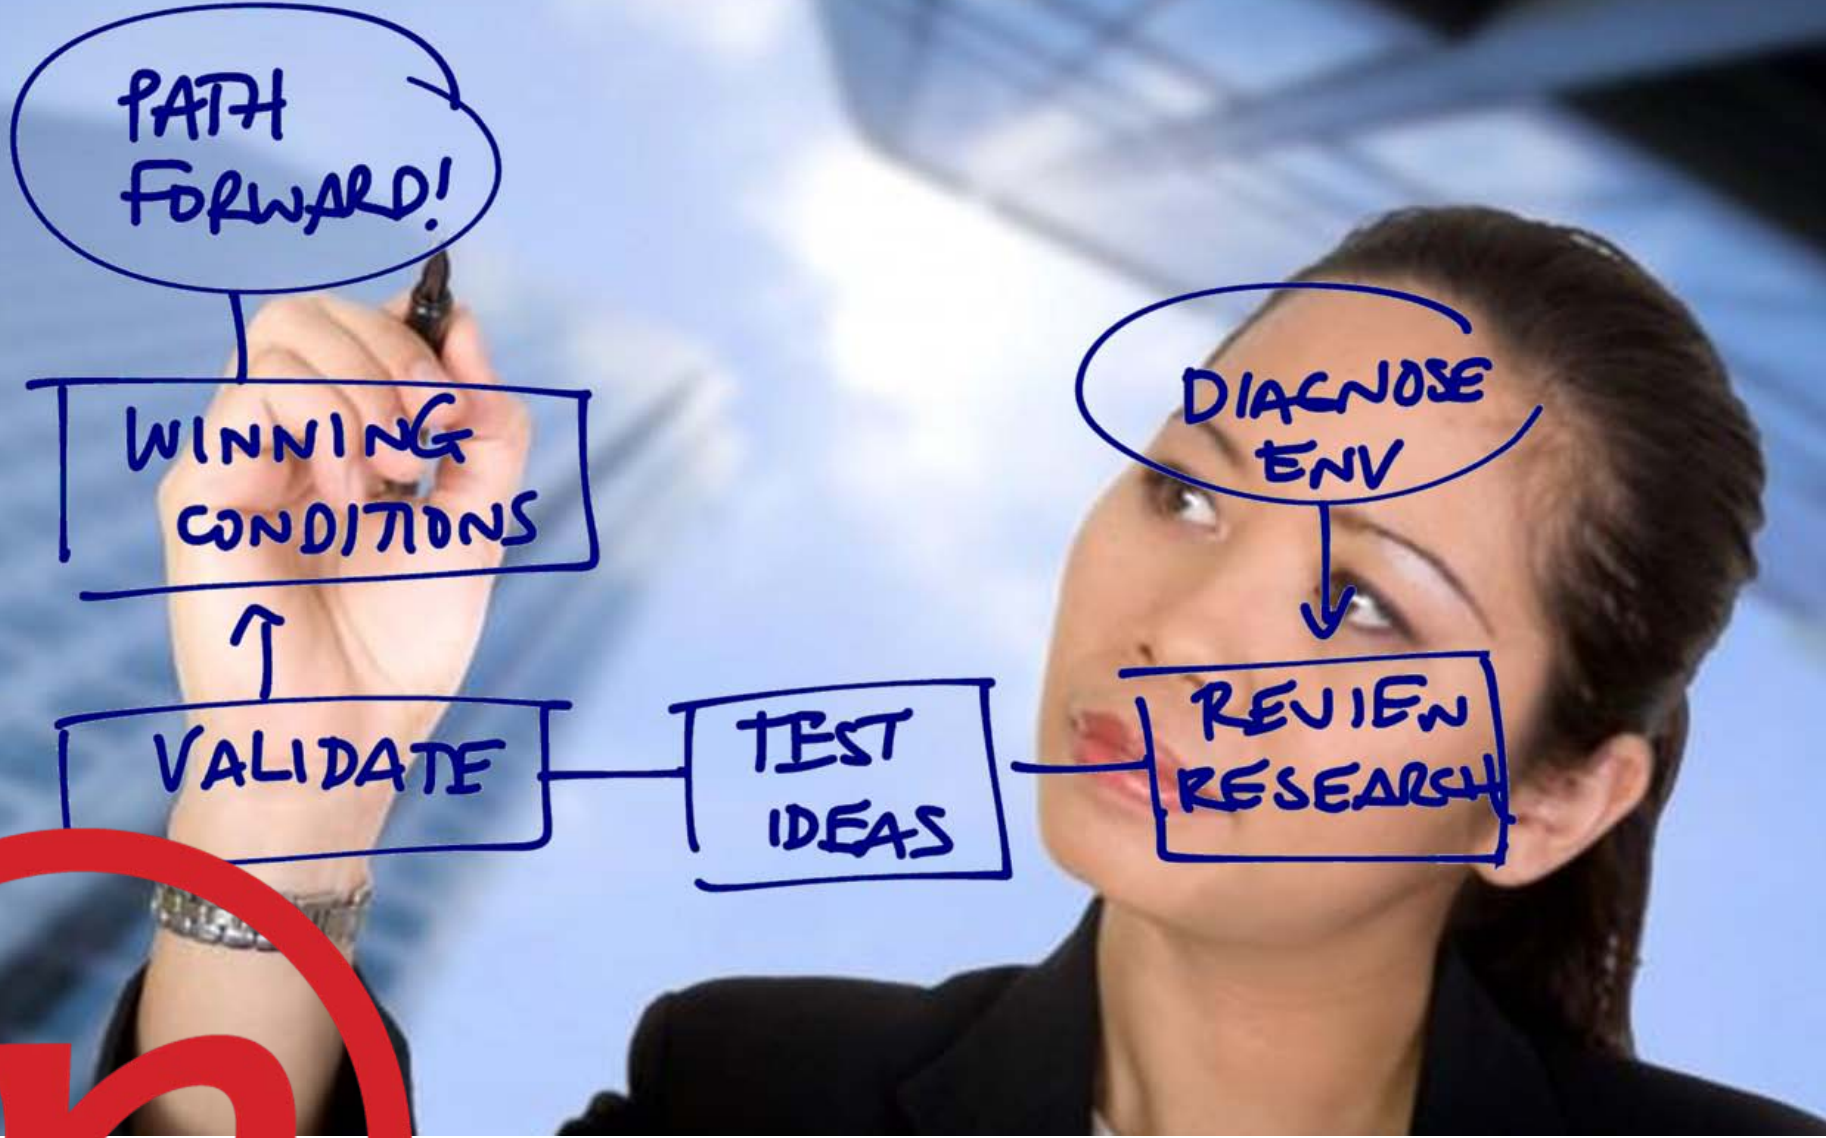 PATH
FORWARD!
WINNING
CONDITIONS
VALIDATE
TEST
IDEAS
DIAGNOSE
ENV
REVIEW
RESEARCH
n